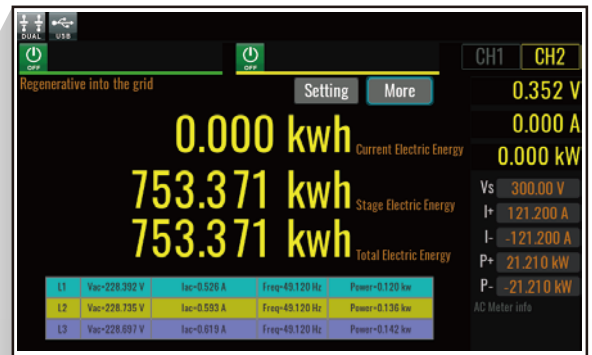 DUAL USB
OFF OFF CH1 CH2
Regenerative into the grid
Setting More
0.352 V
0.000 A
0.000 kW
0.000 kwh Current Electric Energy
753.371 kwh Stage Electric Energy
753.371 kwh Total Electric Energy
Vs 300.00 V
I+ 121.200 A
I- -121.200 A
P+ 21.210 kW
P- -21.210 kW
AC Meter info
L1 Vac=228.392 V Iac=0.526 A Freq=49.120 Hz Power=0.120 kw
L2 Vac=228.735 V Iac=0.593 A Freq=49.120 Hz Power=0.136 kw
L3 Vac=228.697 V Iac=0.619 A Freq=49.120 Hz Power=0.142 kw